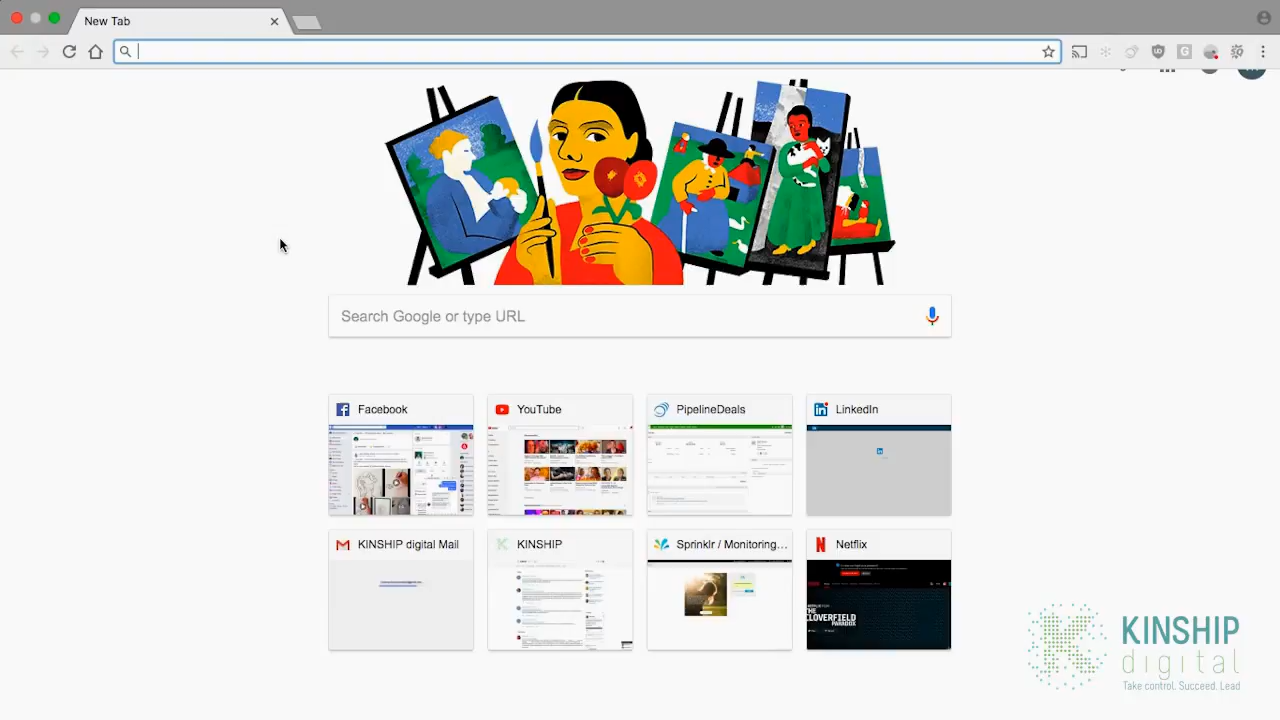 New Tab
Search Google or type URL
Facebook
YouTube
PipelineDeals
LinkedIn
KINSHIP digital Mail
KINSHIP
Sprinklr / Monitoring...
Netflix
THE
CLOVERFIELD
PARADOX
KINSHIP
digital
Take control. Succeed. Lead